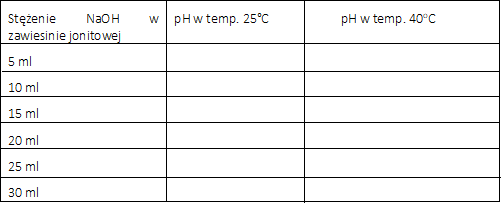 Stężenie NaOH w pH w temp. 25°C pH w temp. 40°C
zawiesinie jonitowej
5 ml
10 ml
15 ml
20 ml
25 ml
30 ml